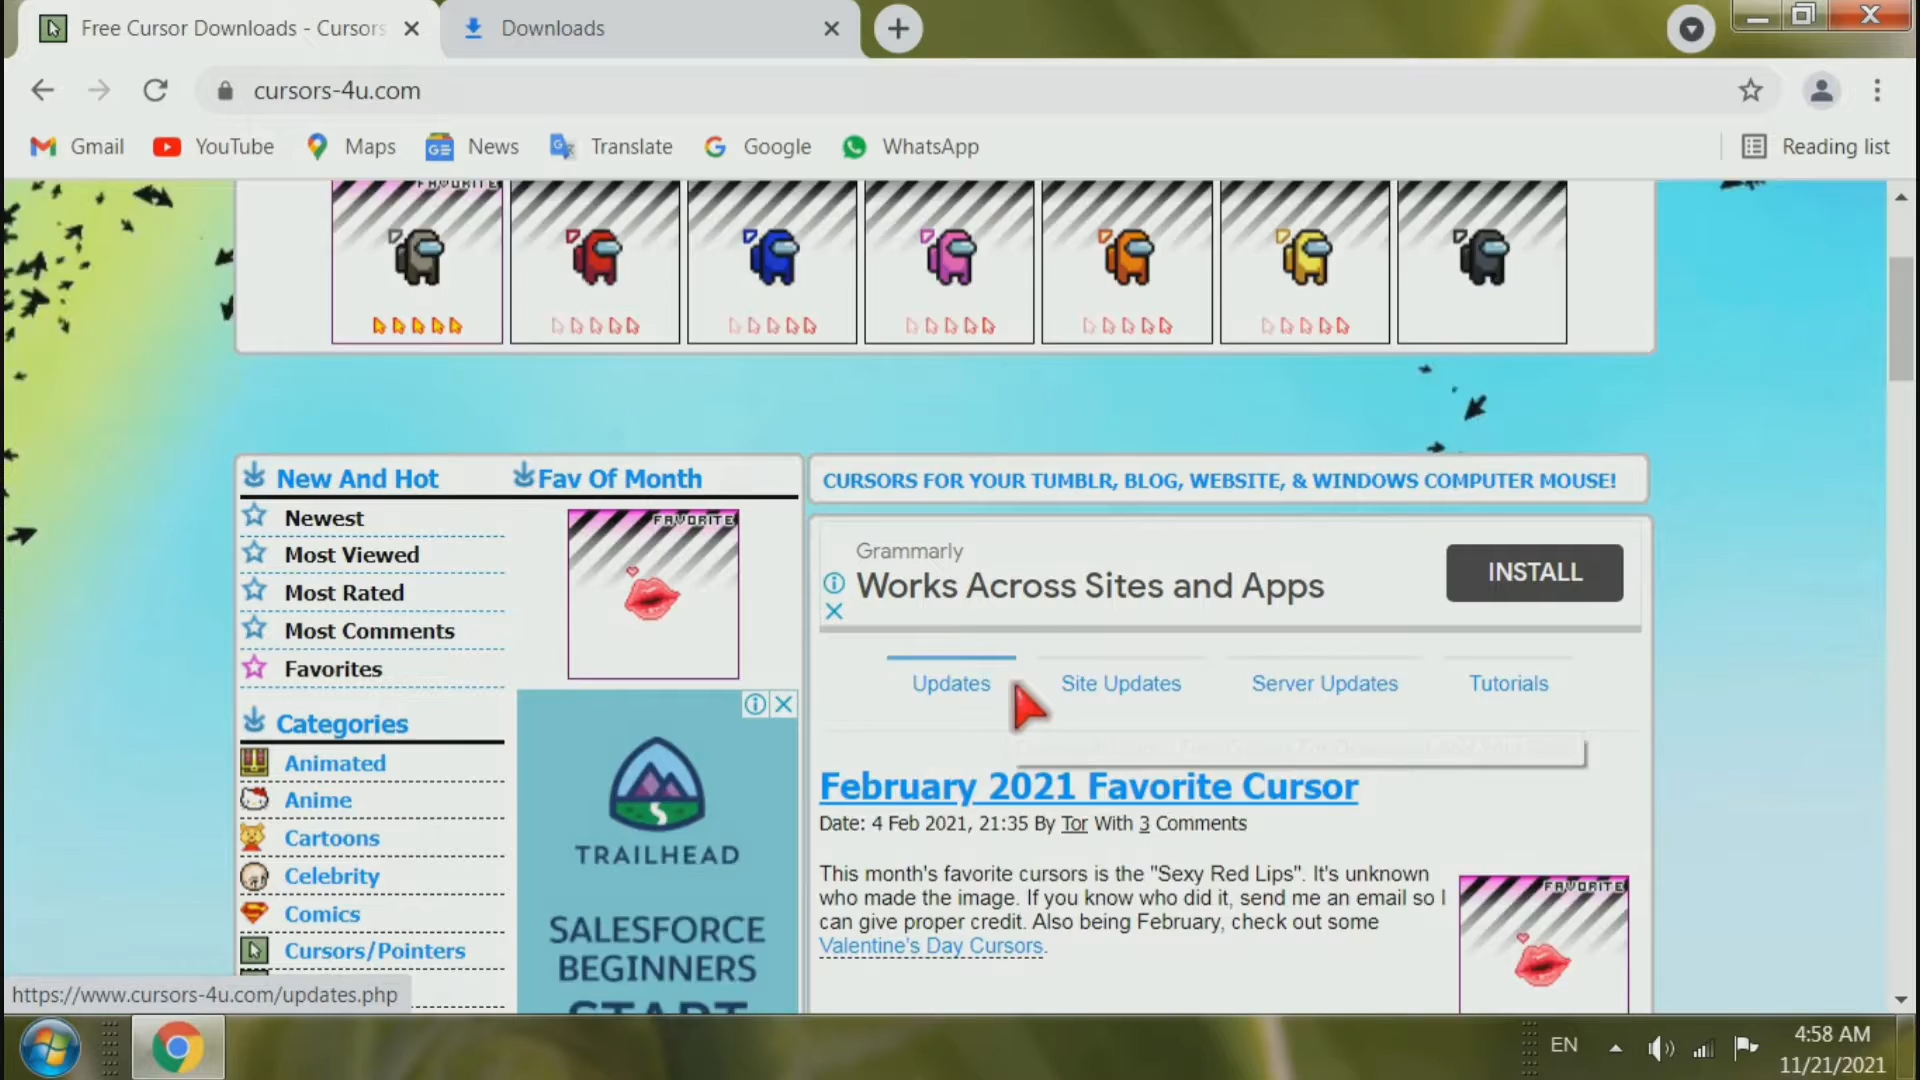 Free Cursor Downloads - Cursors
Downloads
cursors-4u.com
Gmail
YouTube
Maps
News
Translate
Google
WhatsApp
Reading list
FAVORITE
New And Hot
Fav Of Month
CURSORS FOR YOUR TUMBLR, BLOG, WEBSITE, & WINDOWS COMPUTER MOUSE!
Newest
Most Viewed
Most Rated
Most Comments
Favorites
FAVORITE
Grammarly
Works Across Sites and Apps
INSTALL
Updates
Site Updates
Server Updates
Tutorials
Categories
Animated
Anime
Cartoons
Celebrity
Comics
Cursors/Pointers
TRAILHEAD
SALESFORCE
BEGINNERS
START
February 2021 Favorite Cursor
Date: 4 Feb 2021, 21:35 By Tor With 3 Comments
This month's favorite cursors is the "Sexy Red Lips". It's unknown
who made the image. If you know who did it, send me an email so I
can give proper credit. Also being February, check out some
Valentine's Day Cursors.
FAVORITE
https://www.cursors-4u.com/updates.php
EN
4:58 AM
11/21/2021